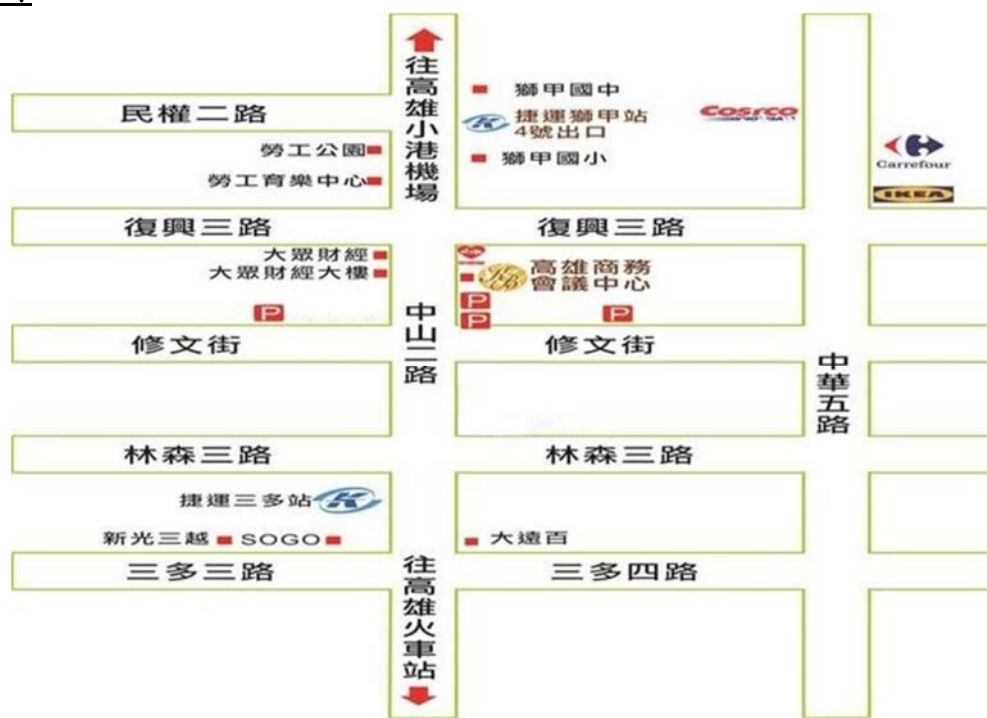 往高雄小港機場
獅甲國中
民權二路
捷運獅甲站
4號出口
COSTCO
勞工公園
獅甲國小
Carrefour
勞工育樂中心
IKEA
復興三路
復興三路
大眾財經
大眾財經大樓
高雄商務
會議中心
P
P
P
P
中山二路
修文街
修文街
中華五路
林森三路
林森三路
捷運三多站
新光三越
SOGO
大遠百
三多三路
三多四路
往高雄火車站